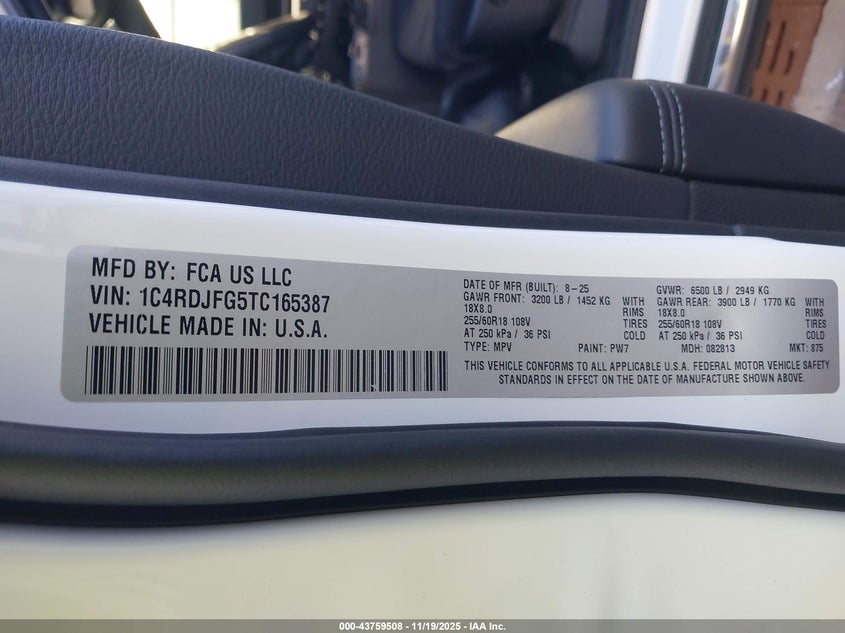 MFD BY: FCA US LLC
VIN: 1C4RDJFG5TC165387
VEHICLE MADE IN: U.S.A.
DATE OF MFR (BUILT): 8-25 GVWR: 6500 LB / 2949 KG
GAWR FRONT: 3200 LB / 1452 KG WITH GAWR REAR: 3900 LB / 1770 KG WITH
18X8.0 RIMS 18X8.0 RIMS
255/60R18 108V TIRES 255/60R18 108V TIRES
AT 250 kPa / 36 PSI COLD AT 250 kPa / 36 PSI COLD
TYPE: MPV PAINT: PW7 MDH: 082813 MKT: 875
THIS VEHICLE CONFORMS TO ALL APPLICABLE U.S.A. FEDERAL MOTOR VEHICLE SAFETY
STANDARDS IN EFFECT ON THE DATE OF MANUFACTURE SHOWN ABOVE.
000-43759508 - 11/19/2025 - IAA Inc.